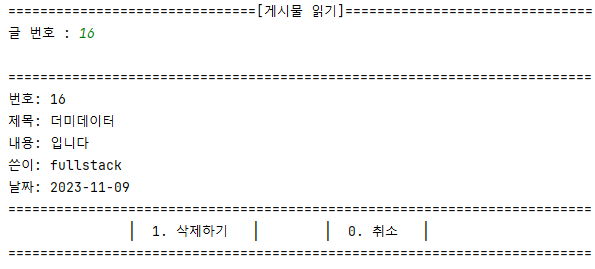 ===============================[게시물 읽기]===============================
글 번호 : 16
=========================================================================
번호: 16
제목: 더미데이터
내용: 입니다
쓴이: fullstack
날짜: 2023-11-09
=========================================================================
| 1. 삭제하기 | | 0. 취소 |
=========================================================================